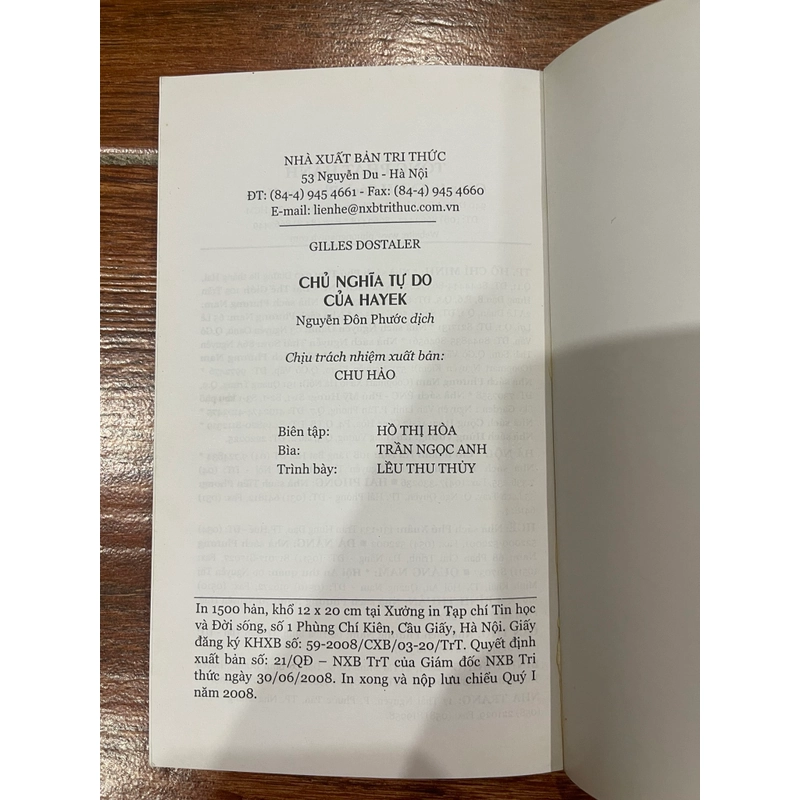 NHÀ XUẤT BẢN TRI THỨC
53 Nguyễn Du - Hà Nội
ĐT: (84-4) 945 4661 - Fax: (84-4) 945 4660
E-mail: lienhe@nxbtrithuc.com.vn
GILLES DOSTALER
CHỦ NGHĨA TỰ DO
CỦA HAYEK
Nguyễn Đôn Phước dịch
Chịu trách nhiệm xuất bản:
CHU HẢO
Biên tập: HỒ THỊ HÒA
Bìa: TRẦN NGỌC ANH
Trình bày: LỀU THU THỦY
In 1500 bản, khổ 12 x 20 cm tại Xưởng in Tạp chí Tin học
và Đời sống, số 1 Phùng Chí Kiên, Cầu Giấy, Hà Nội. Giấy
đăng ký KHXB số: 59-2008/CXB/03-20/TrT. Quyết định
xuất bản số: 21/QĐ – NXB TrT của Giám đốc NXB Tri
thức ngày 30/06/2008. In xong và nộp lưu chiểu Quý I
năm 2008.